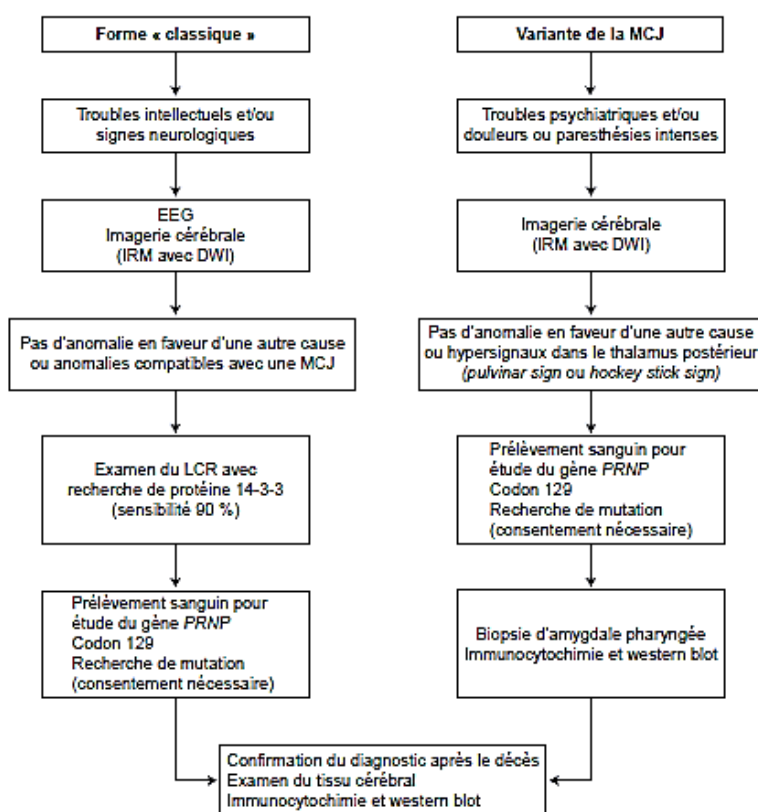 Forme « classique »
Troubles intellectuels et/ou
signes neurologiques
EEG
Imagerie cérébrale
(IRM avec DWI)
Pas d'anomalie en faveur d'une autre cause
ou anomalies compatibles avec une MCJ
Examen du LCR avec
recherche de protéine 14-3-3
(sensibilité 90 %)
Prélèvement sanguin pour
étude du gène PRNP
Codon 129
Recherche de mutation
(consentement nécessaire)
Variante de la MCJ
Troubles psychiatriques et/ou
douleurs ou paresthésies intenses
Imagerie cérébrale
(IRM avec DWI)
Pas d'anomalie en faveur d'une autre cause
ou hypersignaux dans le thalamus postérieur
(pulvinar sign ou hockey stick sign)
Prélèvement sanguin pour
étude du gène PRNP
Codon 129
Recherche de mutation
(consentement nécessaire)
Biopsie d'amygdale pharyngée
Immunocytochimie et western blot
Confirmation du diagnostic après le décès
Examen du tissu cérébral
Immunocytochimie et western blot